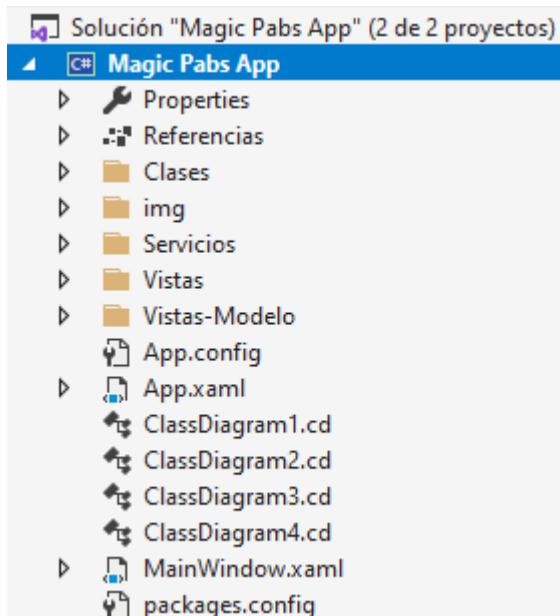 Solución "Magic Pabs App" (2 de 2 proyectos)
C# Magic Pabs App
Properties
Referencias
Clases
img
Servicios
Vistas
Vistas-Modelo
App.config
App.xaml
ClassDiagram1.cd
ClassDiagram2.cd
ClassDiagram3.cd
ClassDiagram4.cd
MainWindow.xaml
packages.config